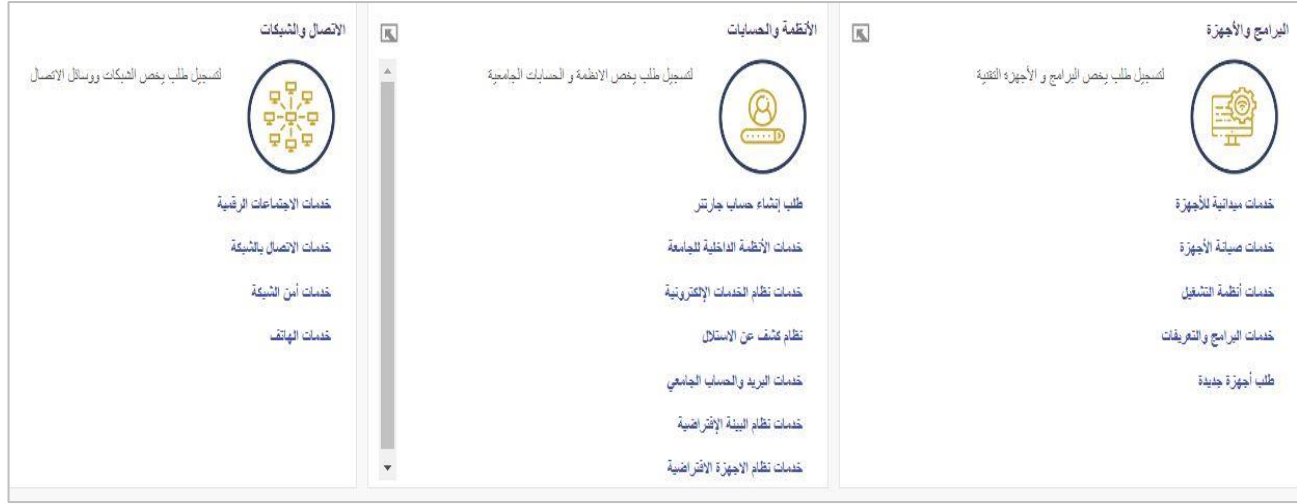 البرامج والأجهزة
لتسجيل طلب يخص البرامج و الأجهزه التقنية
خدمات ميدانية للأجهزة
خدمات صيانة الأجهزة
خدمات أنظمة التشغيل
خدمات البرامج والتعريفات
طلب أجهزة جديدة
الأنظمة والحسابات
لتسجيل طلب يخص الانظمة و الحسابات الجامعية
طلب إنشاء حساب جارتنر
خدمات الأنظمة الداخلية للجامعة
خدمات نظام الخدمات الإلكترونية
نظام كشف عن الاستلال
خدمات البريد والحساب الجامعي
خدمات نظام البيئة الإفتراضية
خدمات نظام الاجهزة الافتراضية
الاتصال والشبكات
لتسجيل طلب يخص الشبكات ووسائل الاتصال
خدمات الاجتماعات الرقمية
خدمات الاتصال بالشبكة
خدمات أمن الشبكة
خدمات الهاتف